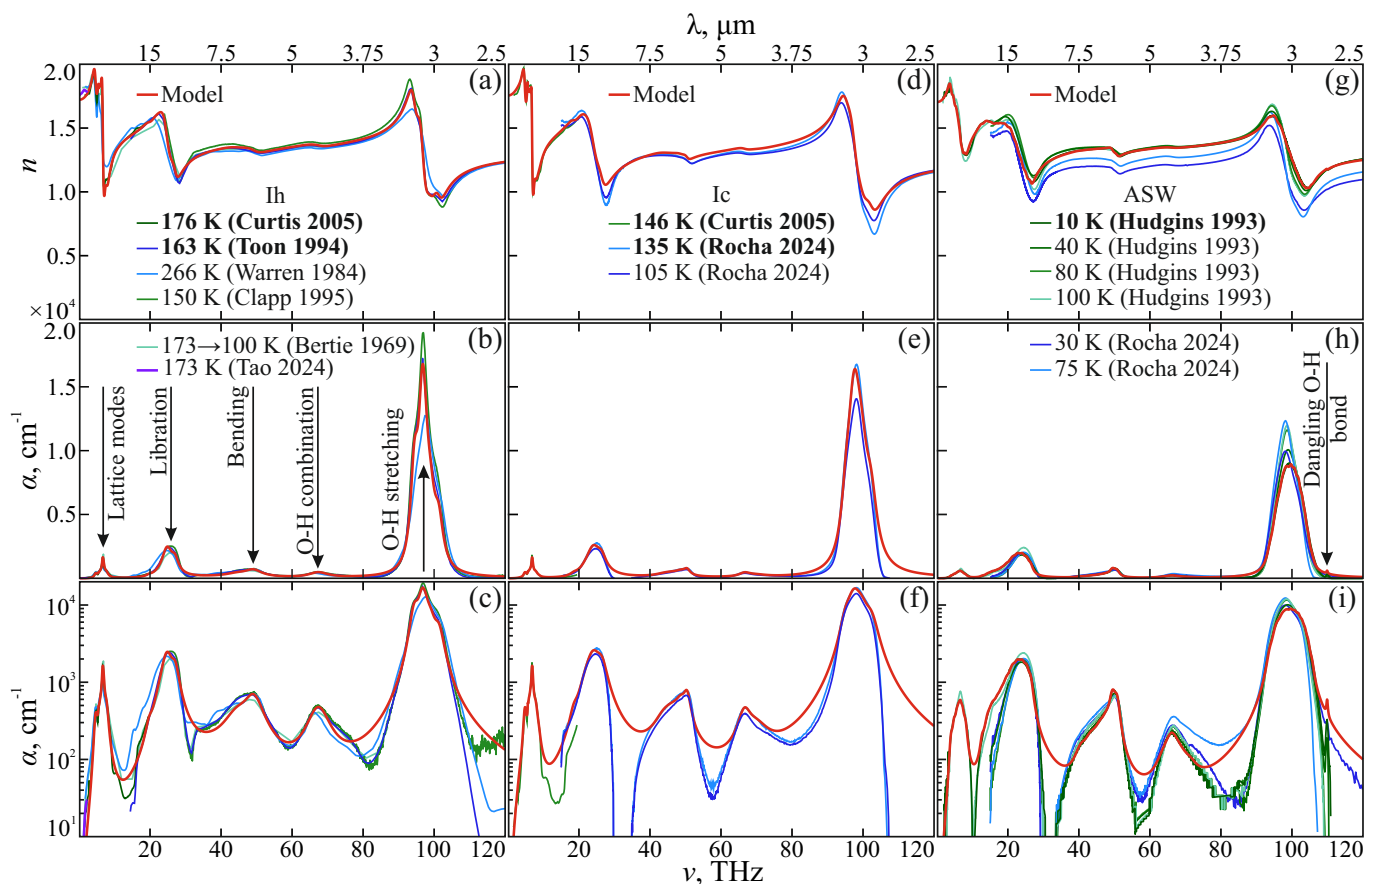 λ, μm
15 7.5 5 3.75 3 2.5 15 7.5 5 3.75 3 2.5 15 7.5 5 3.75 3 2.5
2.0 (a) (d) (g)
Model Model Model
1.5
n
1.0
Ih Ic ASW
176 K (Curtis 2005) 146 K (Curtis 2005) 10 K (Hudgins 1993)
163 K (Toon 1994) 135 K (Rocha 2024) 40 K (Hudgins 1993)
0.5
266 K (Warren 1984) 105 K (Rocha 2024) 80 K (Hudgins 1993)
150 K (Clapp 1995) 100 K (Hudgins 1993)
×10⁴
2.0 (b) (e) (h)
173→100 K (Bertie 1969) 30 K (Rocha 2024)
173 K (Tao 2024) 75 K (Rocha 2024)
1.5
α, cm⁻¹
1.0
0.5
Lattice modes
Libration
Bending
O-H combination
O-H stretching
Dangling O-H
bond
10⁴ (c) (f) (i)
10³
α, cm⁻¹
10²
10¹
20 40 60 80 100 120 20 40 60 80 100 120 20 40 60 80 100 120
ν, THz